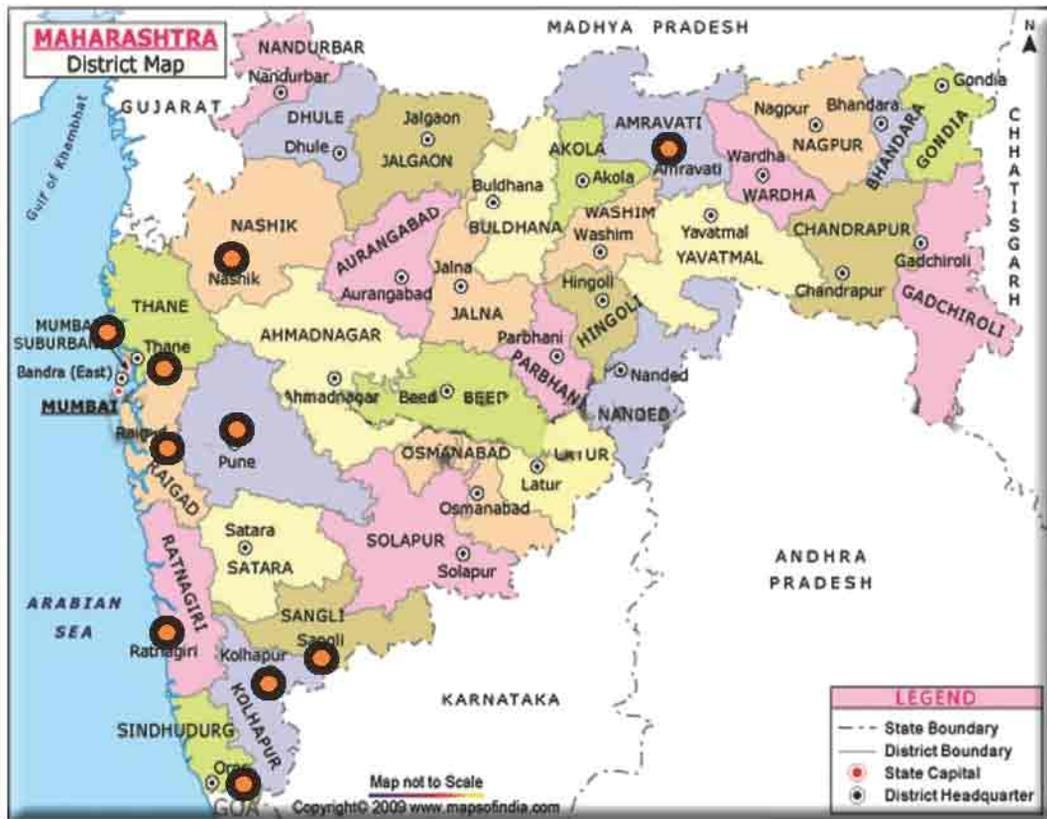 MAHARASHTRA
District Map
MADHYA PRADESH
N
NANDURBAR
Nandurbar
GUJARAT
Gulf of Khambhat
DHULE
Dhule
Jalgaon
JALGAON
Buldhana
BULDHANA
AKOLA
Akola
AMRAVATI
Amravati
WASHIM
Washim
Wardha
WARDHA
Nagpur
NAGPUR
Bhandara
BHANDARA
Gondia
GONDIA
CHHATISGARH
Yavatmal
YAVATMAL
CHANDRAPUR
Chandrapur
Gadchiroli
GADCHIROLI
NASHIK
Nashik
AURANGABAD
Aurangabad
Jalna
JALNA
Hingoli
HINGOLI
Parbhani
PARBHANI
Nanded
NANDED
THANE
Thane
SUBURBAN
Bandra (East)
MUMBAI
AHMADNAGAR
Ahmadnagar
Beed
BEED
Pune
RAIGAD
OSMANABAD
Osmanabad
LATUR
Latur
Satara
SATARA
SOLAPUR
Solapur
RATNAGIRI
Ratnagiri
SANGLI
Sangli
Kolhapur
KOLHAPUR
SINDHUDURG
GOA
ARABIAN
SEA
KARNATAKA
ANDHRA
PRADESH
LEGEND
State Boundary
District Boundary
State Capital
District Headquarter
Map not to Scale
Copyright© 2009 www.mapsofindia.com